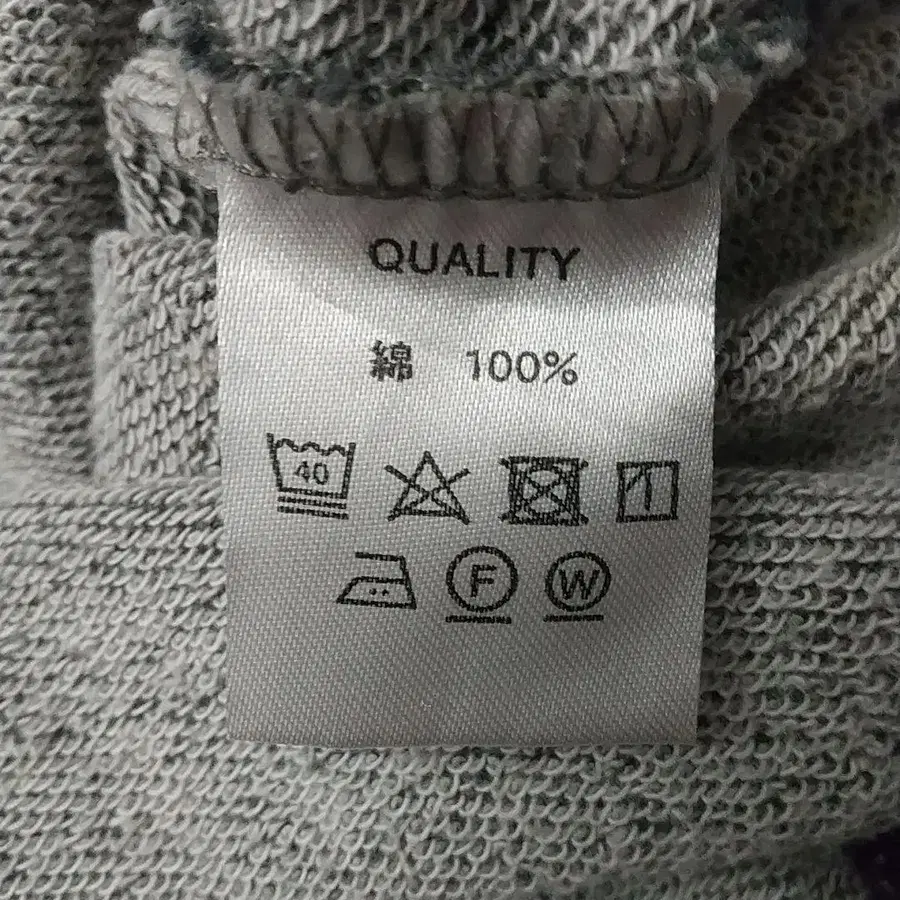 QUALITY
綿 100%
40
F W